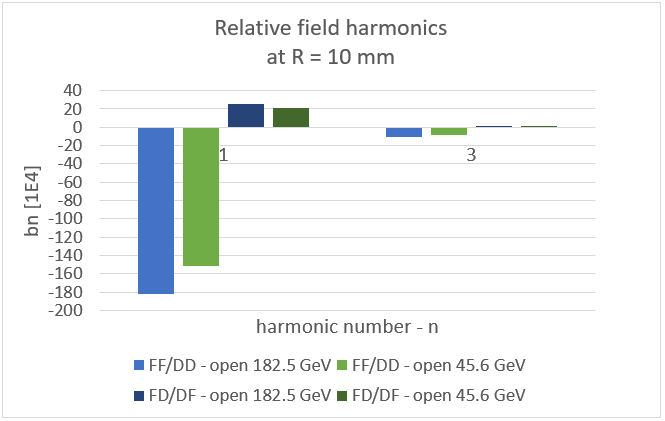 Relative field harmonics
at R = 10 mm
bn [1E4]
40
20
0
-20
-40
-60
-80
-100
-120
-140
-160
-180
-200
1 3
harmonic number - n
FF/DD - open 182.5 GeV FF/DD - open 45.6 GeV
FD/DF - open 182.5 GeV FD/DF - open 45.6 GeV